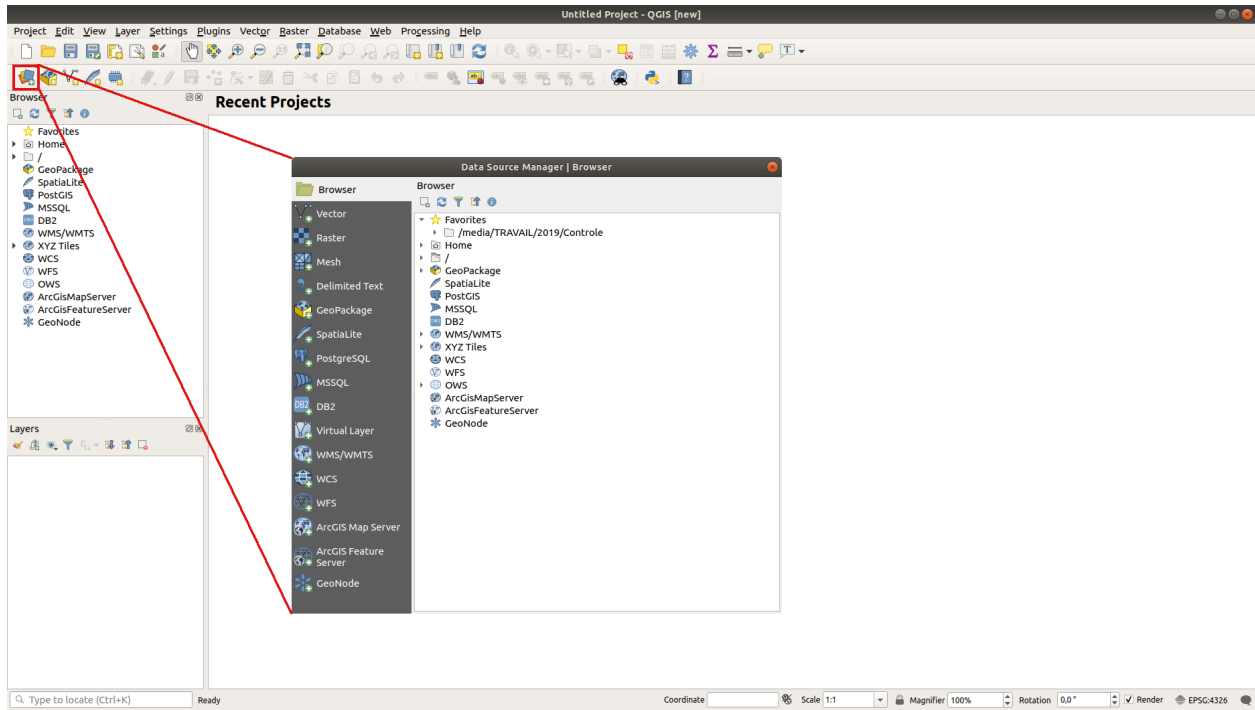 Untitled Project - QGIS [new]
Project Edit View Layer Settings Plugins Vector Raster Database Web Processing Help
Browser
Recent Projects
Favorites
Home
/
GeoPackage
SpatiaLite
PostGIS
MSSQL
DB2
WMS/WMTS
XYZ Tiles
WCS
WFS
OWS
ArcGisMapServer
ArcGisFeatureServer
GeoNode
Layers
Data Source Manager | Browser
Browser
Vector
Raster
Mesh
Delimited Text
GeoPackage
SpatiaLite
PostgreSQL
MSSQL
DB2
Virtual Layer
WMS/WMTS
WCS
WFS
ArcGIS Map Server
ArcGIS Feature
Server
GeoNode
Browser
Favorites
/media/TRAVAIL/2019/Controle
Home
/
GeoPackage
SpatiaLite
PostGIS
MSSQL
DB2
WMS/WMTS
XYZ Tiles
WCS
WFS
OWS
ArcGisMapServer
ArcGisFeatureServer
GeoNode
Type to locate (Ctrl+K) Ready Coordinate Scale 1:1 Magnifier 100% Rotation 0,0 ° Render EPSG:4326